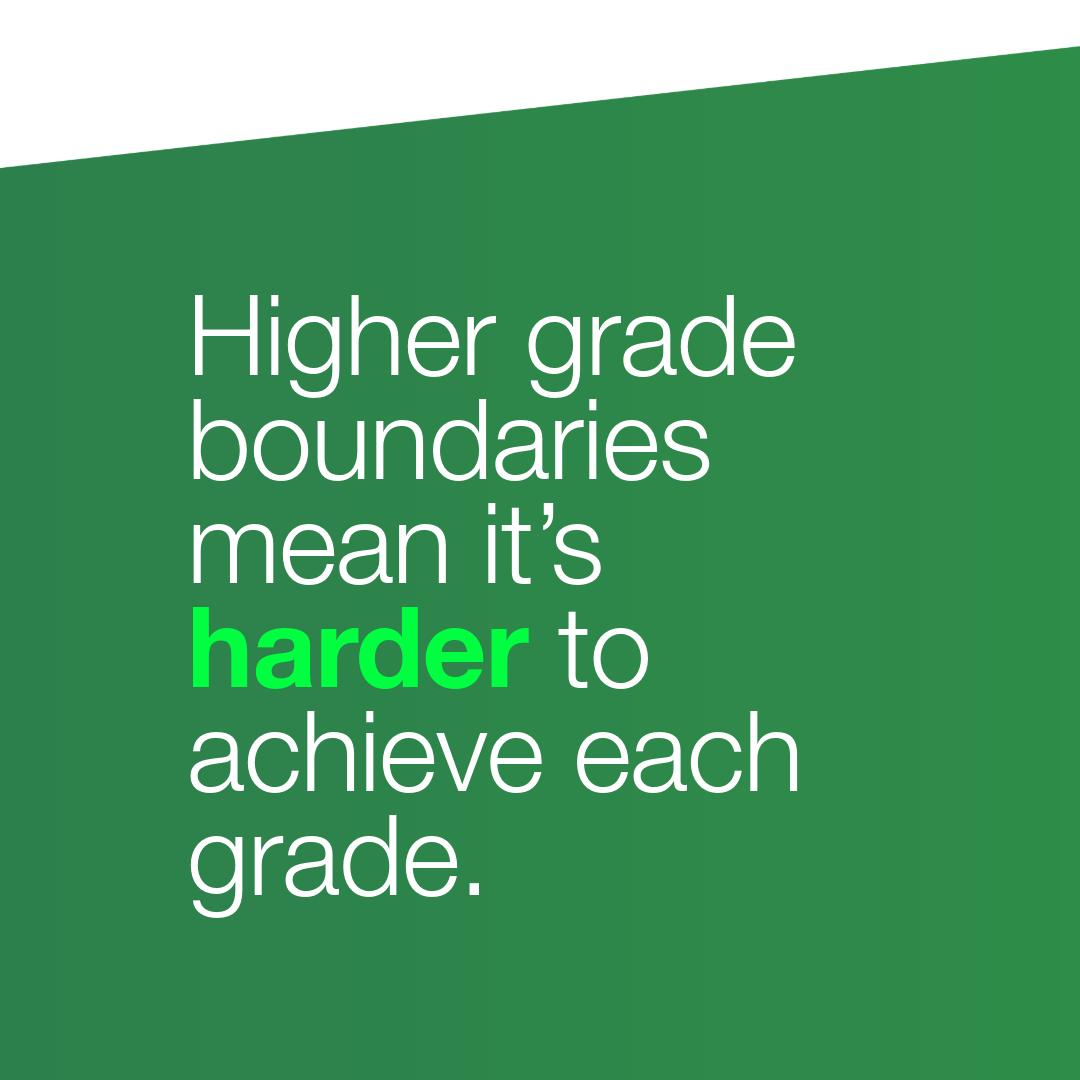 Higher grade
boundaries
mean it’s
harder to
achieve each
grade.